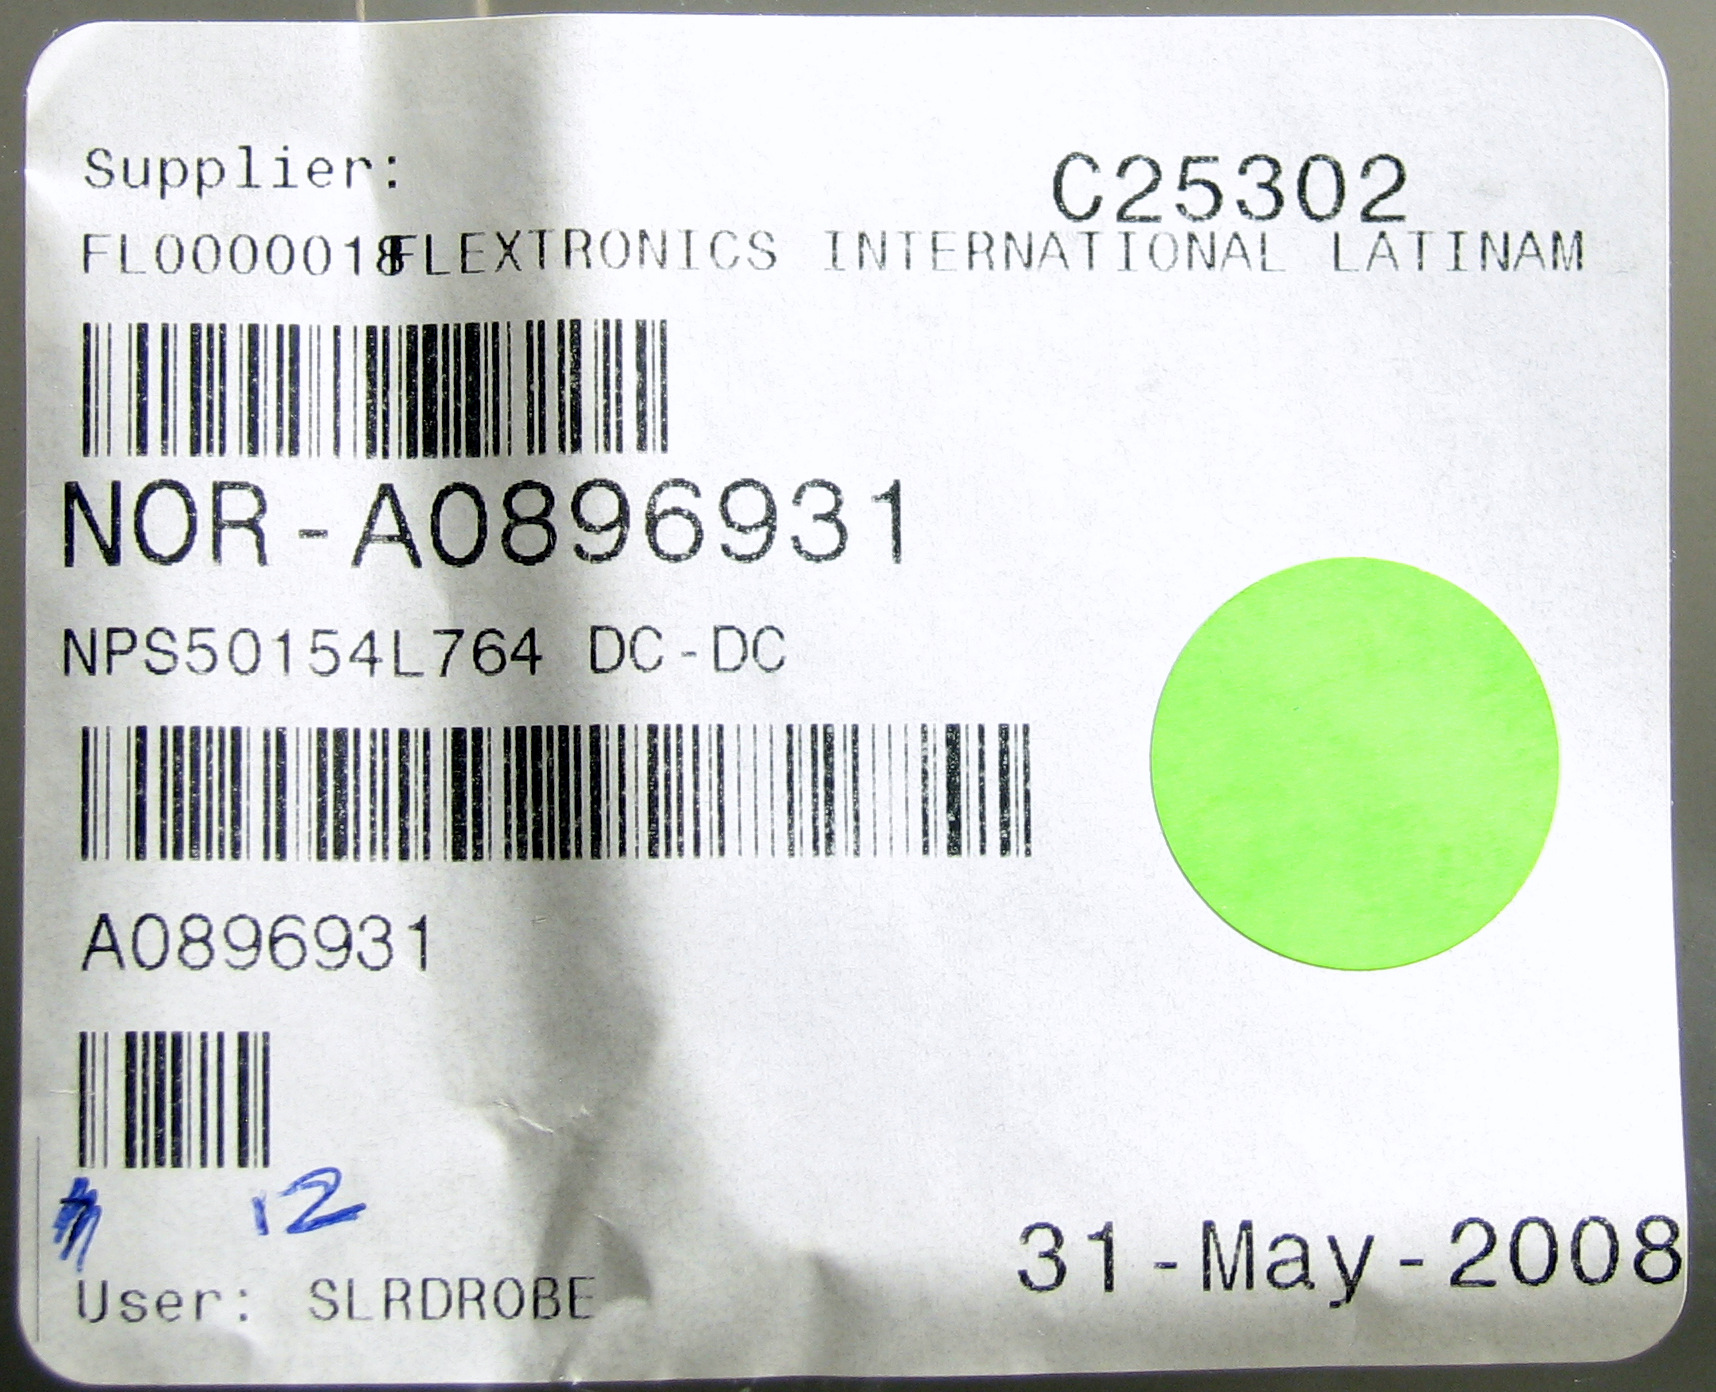 Supplier:
C25302
FL0000018FLEXTRONICS INTERNATIONAL LATINAM
NOR-A0896931
NPS50154L764 DC-DC
A0896931
12
User: SLRDROBE
31-May-2008